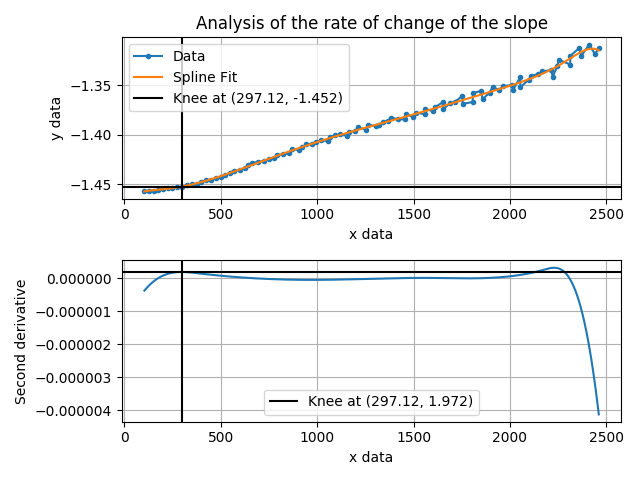 Analysis of the rate of change of the slope
Data
Spline Fit
Knee at (297.12, -1.452)
y data
−1.35
−1.40
−1.45
0 500 1000 1500 2000 2500
x data
Second derivative
0.000000
−0.000001
−0.000002
−0.000003
−0.000004
Knee at (297.12, 1.972)
0 500 1000 1500 2000 2500
x data